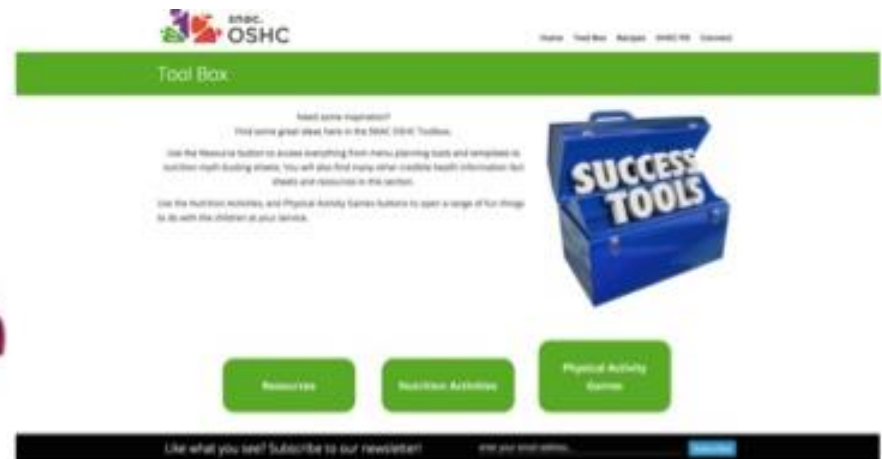 snac.
OSHC
Home Tool Box Recipes OSHC PD Connect
Tool Box
Need some inspiration?
Find some great ideas here in the SNAC OSHC Toolbox.
Use the Resource button to access everything from menu planning tools and templates to
nutrition myth busting sheets. You will also find many other credible health information fact
sheets and resources in this section.
Use the Nutrition Activities, and Physical Activity Games buttons to open a range of fun things
to do with the children at your service.
SUCCESS
TOOLS
Resources
Nutrition Activities
Physical Activity
Games
Like what you see? Subscribe to our newsletter!
enter your email address...
Subscribe